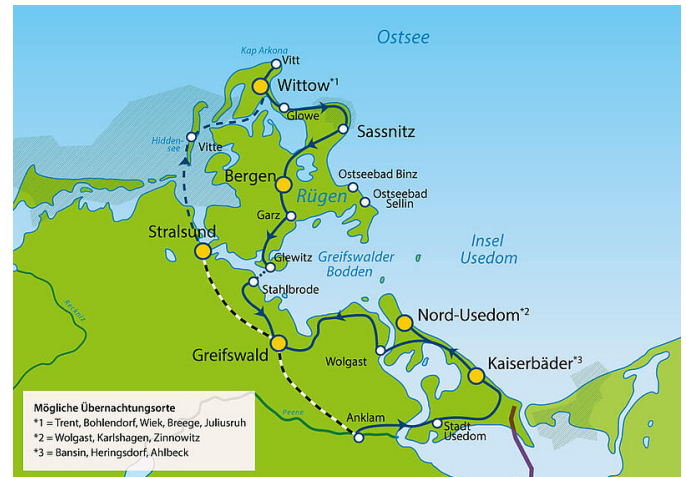 Ostsee
Kap Arkona
Vitt
Wittow*1
Glowe
Sassnitz
Hidden-
see
Vitte
Bergen
Ostseebad Binz
Rügen
Ostseebad
Sellin
Garz
Stralsund
Insel
Usedom
Glewitz
Greifswalder
Bodden
Stahlbrode
Recknitz
Nord-Usedom*2
Greifswald
Wolgast
Kaiserbäder*3
Mögliche Übernachtungsorte
*1 = Trent, Bohlendorf, Wiek, Breege, Juliusruh
*2 = Wolgast, Karlshagen, Zinnowitz
*3 = Bansin, Heringsdorf, Ahlbeck
Peene
Anklam
Stadt
Usedom